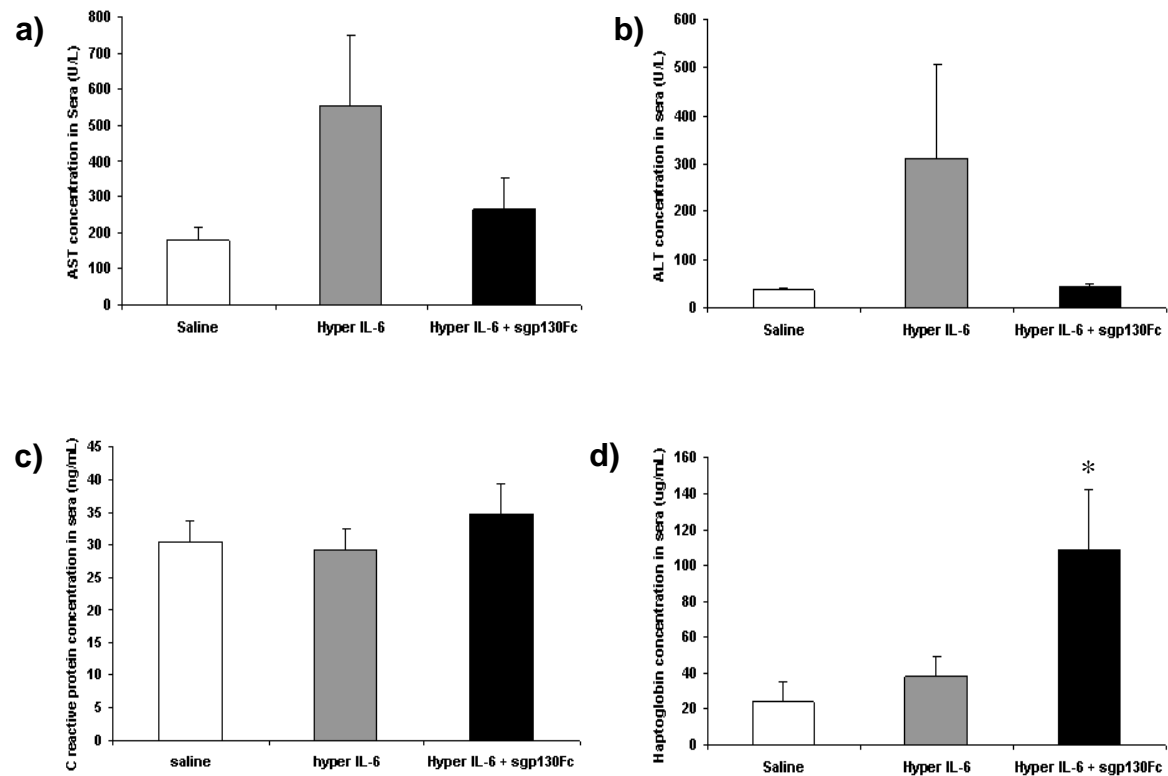 a)
AST concentration in Sera (U/L)
800
700
600
500
400
300
200
100
0
Saline
Hyper IL-6
Hyper IL-6 + sgp130Fc
b)
ALT concentration in sera (U/L)
600
500
400
300
200
100
0
Saline
Hyper IL-6
Hyper IL-6 + sgp130Fc
c)
C reactive protein concentration in sera (ng/mL)
45
40
35
30
25
20
15
10
5
0
saline
hyper IL-6
Hyper IL-6 + sgp130Fc
d)
Haptoglobin concentration in sera (ug/mL)
160
140
120
100
80
60
40
20
0
*
Saline
Hyper IL-6
Hyper IL-6 + sgp130Fc